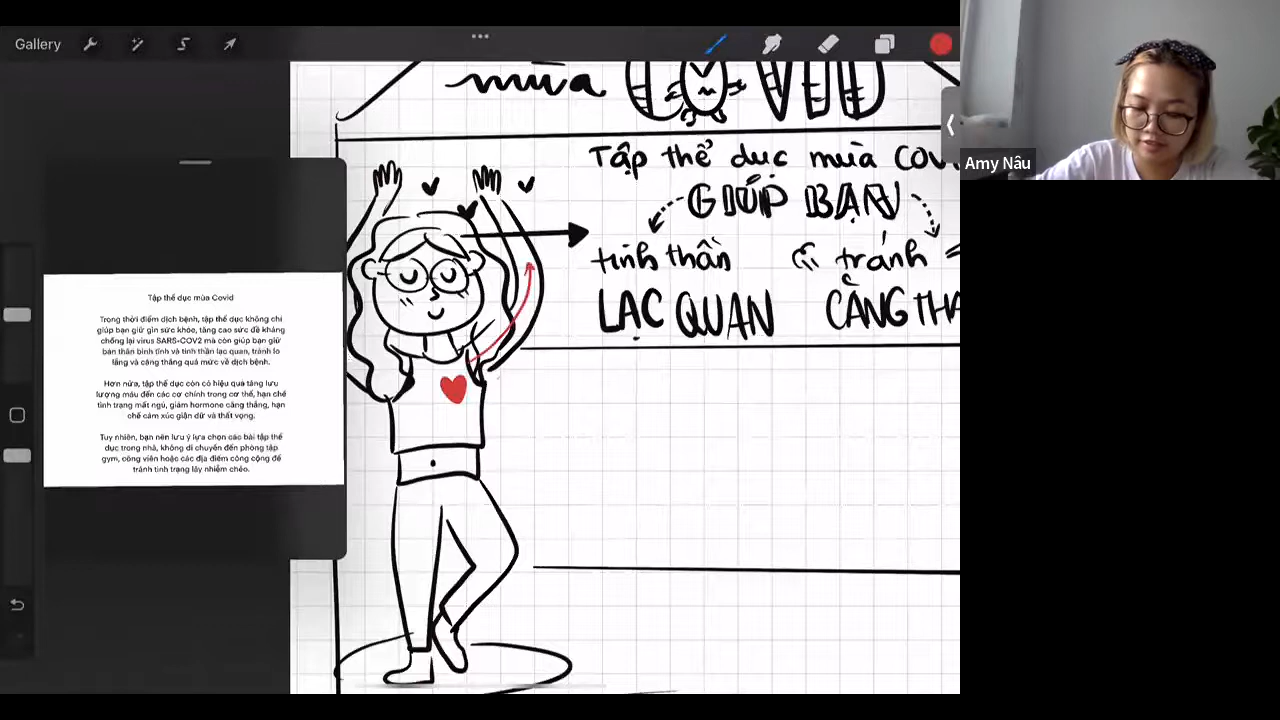 Gallery
mùa COVID
Tập thể dục mùa COV
GIÚP BẠN
tinh thần
LẠC QUAN
tránh
CĂNG THA
Amy Nâu
Tập thể dục mùa Covid
Trong thời điểm dịch bệnh, tập thể dục không chỉ
giúp bạn giữ gìn sức khỏe, tăng cao sức đề kháng
chống lại virus SARS-COV2 mà còn giúp bạn giữ
bản thân bình tĩnh và tinh thần lạc quan, tránh lo
lắng và căng thẳng quá mức về dịch bệnh.
Hơn nữa, tập thể dục còn có hiệu quả tăng lưu
lượng máu đến các cơ chính trong cơ thể, hạn chế
tình trạng mất ngủ, giảm hormone căng thẳng, hạn
chế cảm xúc giận dữ và thất vọng.
Tuy nhiên, bạn nên lưu ý lựa chọn các bài tập thể
dục trong nhà, không di chuyển đến phòng tập
gym, công viên hoặc các địa điểm công cộng để
tránh tình trạng lây nhiễm chéo.